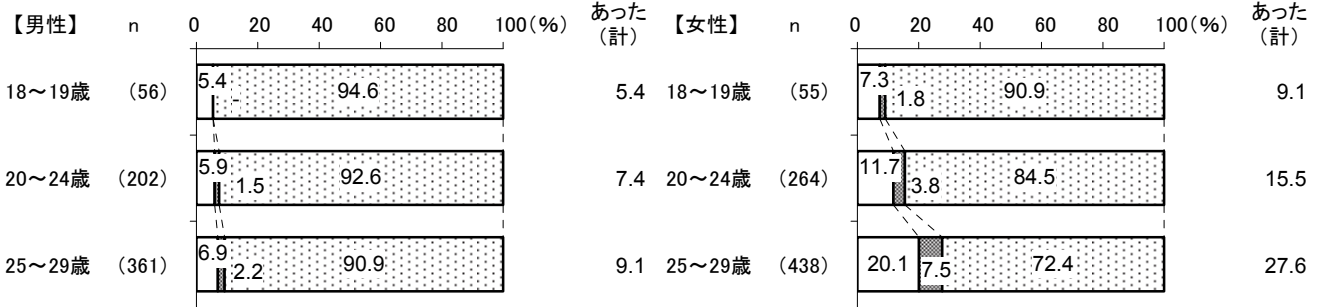 【男性】 n 0 20 40 60 80 100(%) あった(計)
18～19歳 (56) 5.4 - 94.6 5.4
20～24歳 (202) 5.9 1.5 92.6 7.4
25～29歳 (361) 6.9 2.2 90.9 9.1
【女性】 n 0 20 40 60 80 100(%) あった(計)
18～19歳 (55) 7.3 1.8 90.9 9.1
20～24歳 (264) 11.7 3.8 84.5 15.5
25～29歳 (438) 20.1 7.5 72.4 27.6